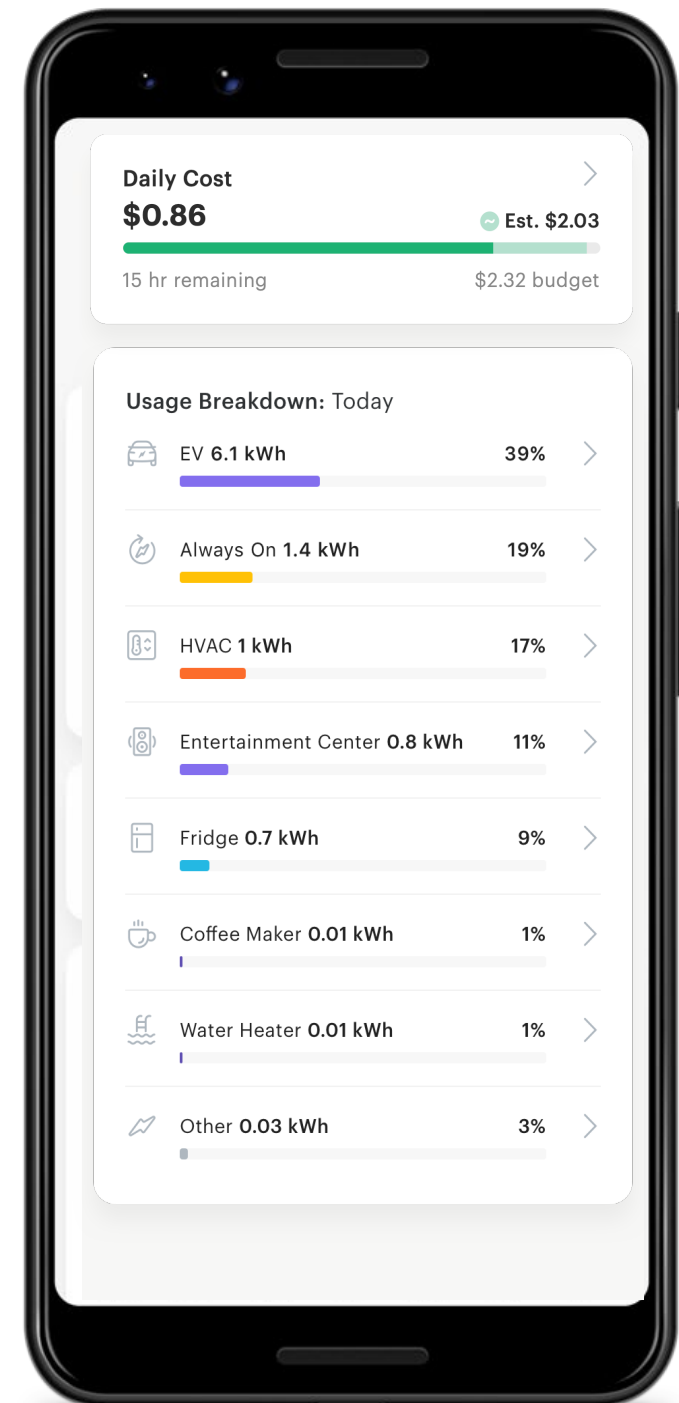 Daily Cost
$0.86
Est. $2.03
15 hr remaining
$2.32 budget
Usage Breakdown: Today
EV 6.1 kWh 39%
Always On 1.4 kWh 19%
HVAC 1 kWh 17%
Entertainment Center 0.8 kWh 11%
Fridge 0.7 kWh 9%
Coffee Maker 0.01 kWh 1%
Water Heater 0.01 kWh 1%
Other 0.03 kWh 3%